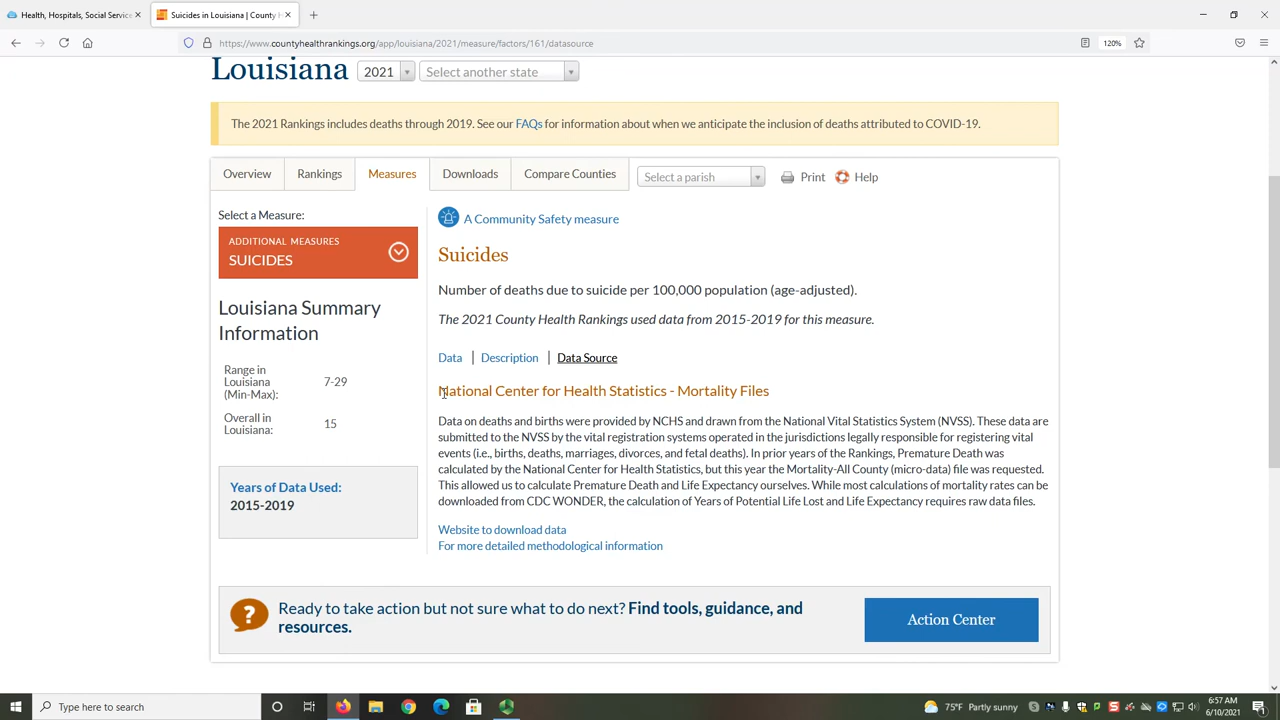 Health, Hospitals, Social Service
Suicides in Louisiana | County H
https://www.countyhealthrankings.org/app/louisiana/2021/measure/factors/161/datasource
120%
Louisiana 2021 Select another state
The 2021 Rankings includes deaths through 2019. See our FAQs for information about when we anticipate the inclusion of deaths attributed to COVID-19.
Overview Rankings Measures Downloads Compare Counties Select a parish Print Help
Select a Measure:
ADDITIONAL MEASURES
SUICIDES
Louisiana Summary
Information
Range in
Louisiana
(Min-Max):
7-29
Overall in
Louisiana:
15
Years of Data Used:
2015-2019
A Community Safety measure
Suicides
Number of deaths due to suicide per 100,000 population (age-adjusted).
The 2021 County Health Rankings used data from 2015-2019 for this measure.
Data | Description | Data Source
National Center for Health Statistics - Mortality Files
Data on deaths and births were provided by NCHS and drawn from the National Vital Statistics System (NVSS). These data are
submitted to the NVSS by the vital registration systems operated in the jurisdictions legally responsible for registering vital
events (i.e., births, deaths, marriages, divorces, and fetal deaths). In prior years of the Rankings, Premature Death was
calculated by the National Center for Health Statistics, but this year the Mortality-All County (micro-data) file was requested.
This allowed us to calculate Premature Death and Life Expectancy ourselves. While most calculations of mortality rates can be
downloaded from CDC WONDER, the calculation of Years of Potential Life Lost and Life Expectancy requires raw data files.
Website to download data
For more detailed methodological information
? Ready to take action but not sure what to do next? Find tools, guidance, and
resources.
Action Center
Type here to search
75°F Partly sunny
6:57 AM
6/10/2021
1